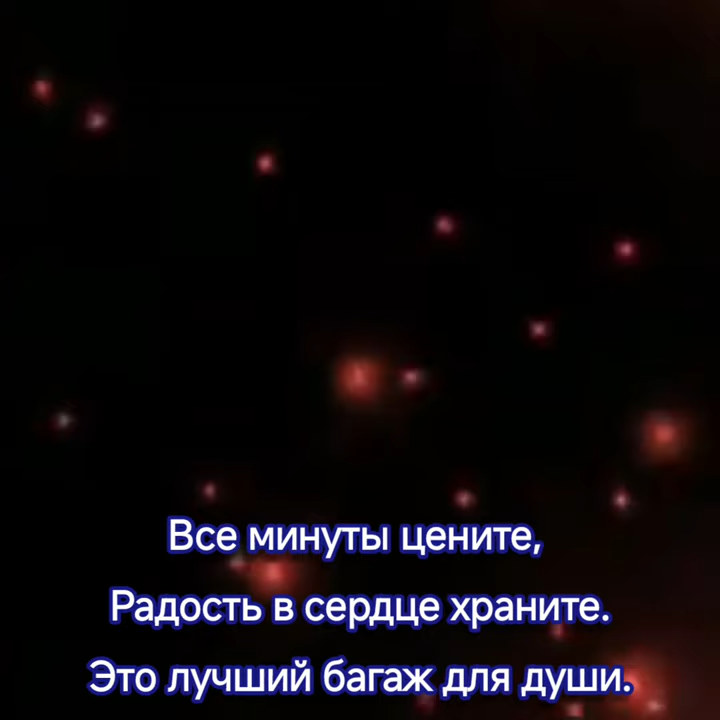 Все минуты цените,
Радость в сердце храните.
Это лучший багаж для души.